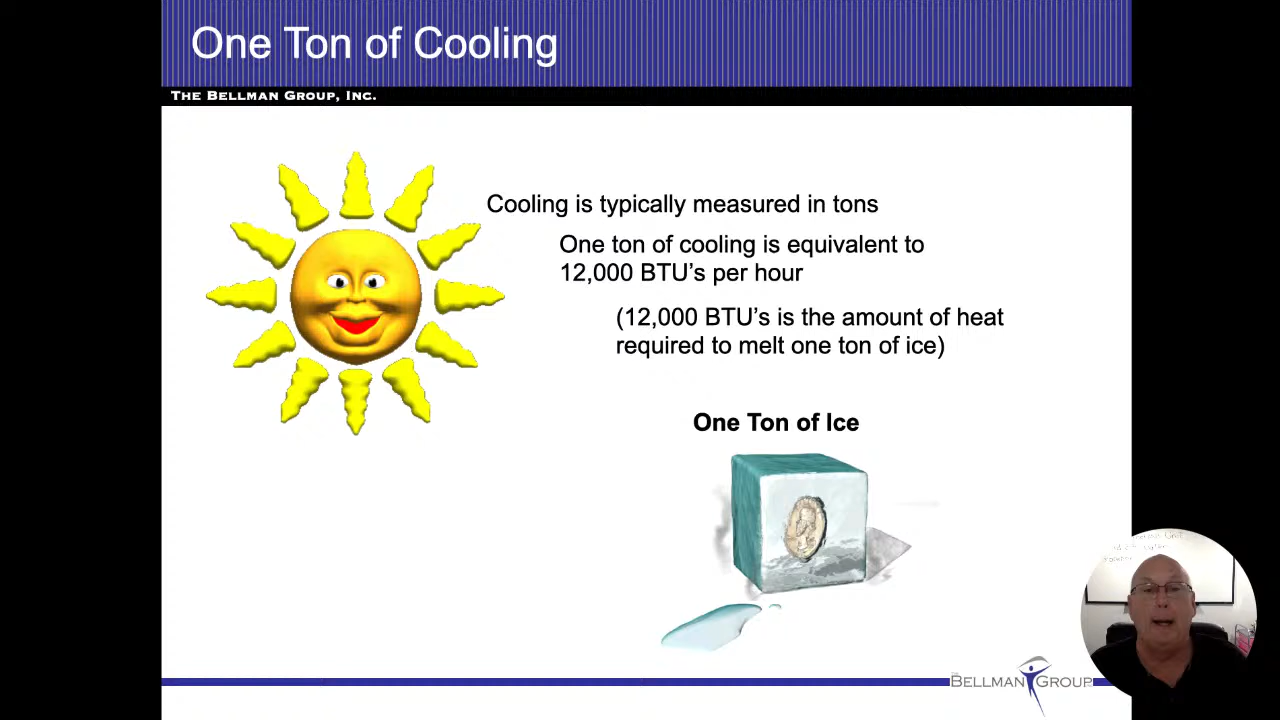 One Ton of Cooling
THE BELLMAN GROUP, INC.
Cooling is typically measured in tons
One ton of cooling is equivalent to
12,000 BTU’s per hour
(12,000 BTU’s is the amount of heat
required to melt one ton of ice)
One Ton of Ice
BELLMAN GROUP